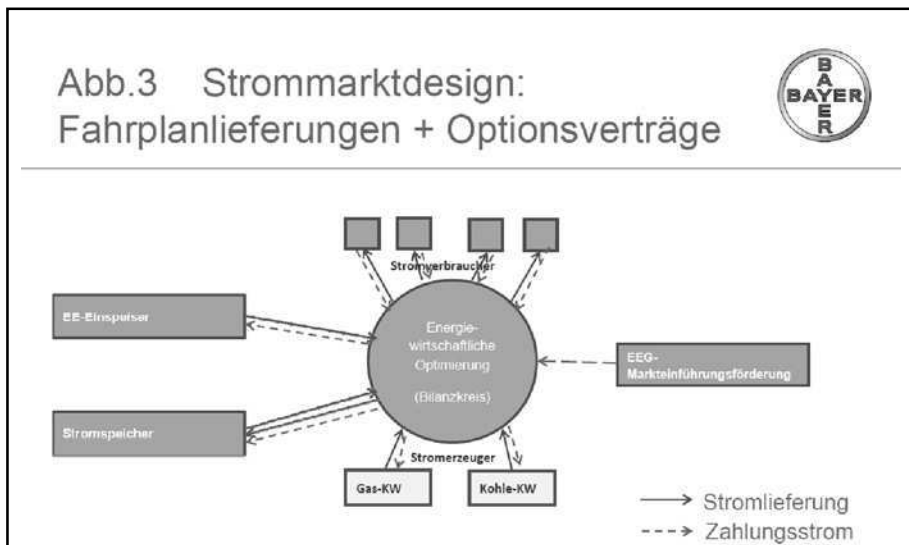 Abb.3 Strommarktdesign:
Fahrplanlieferungen + Optionsverträge
BAYER
BAYER
Stromverbraucher
EE-Einspeiser
Energie-
wirtschaftliche
Optimierung
(Bilanzkreis)
EEG-
Markteinführungsförderung
Stromspeicher
Stromerzeuger
Gas-KW
Kohle-KW
Stromlieferung
Zahlungsstrom